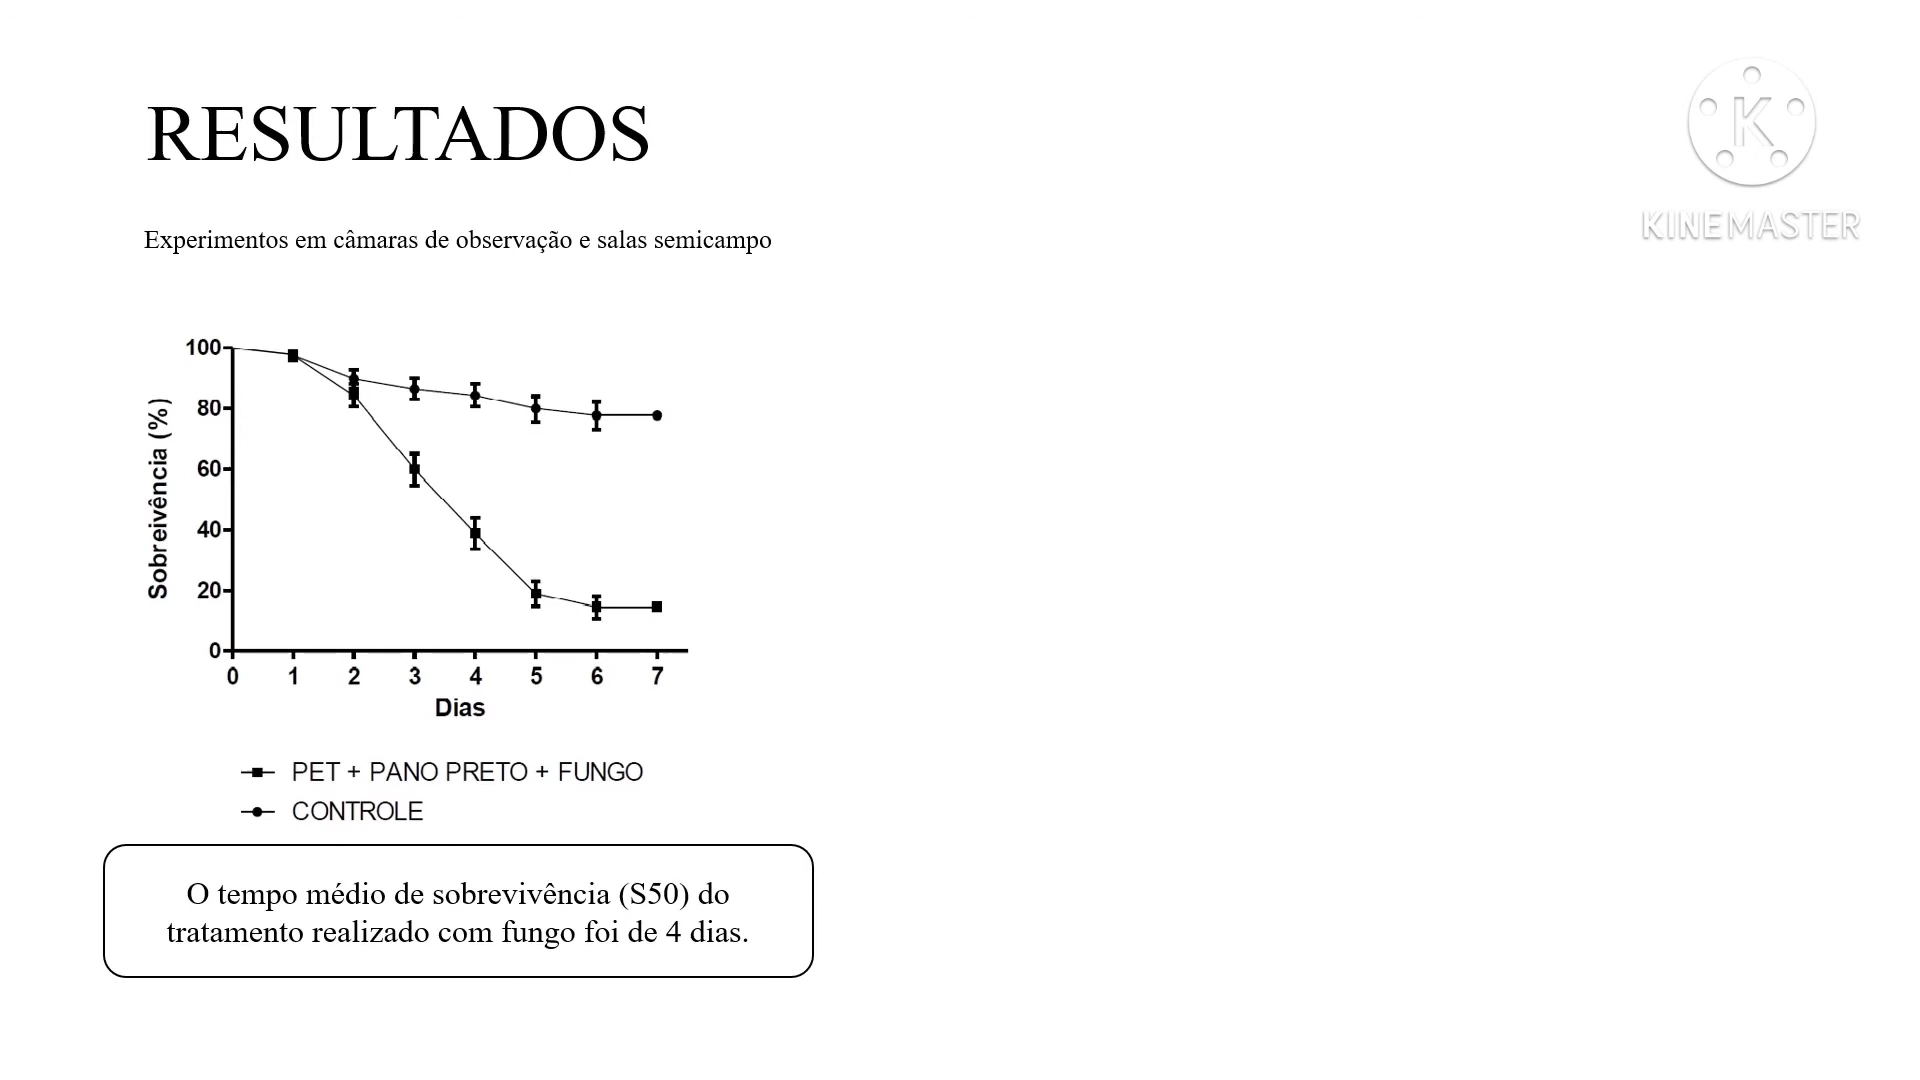 RESULTADOS
KINEMASTER
Experimentos em câmaras de observação e salas semicampo
Sobreivência (%)
100
80
60
40
20
0
0 1 2 3 4 5 6 7
Dias
PET + PANO PRETO + FUNGO
CONTROLE
O tempo médio de sobrevivência (S50) do
tratamento realizado com fungo foi de 4 dias.